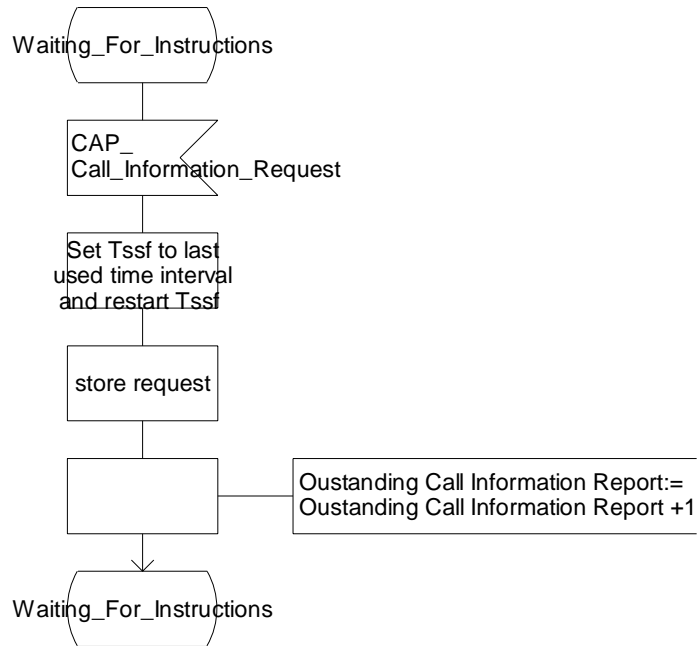 Waiting_For_Instructions
CAP_
Call_Information_Request
Set Tssf to last
used time interval
and restart Tssf
store request
Oustanding Call Information Report:=
Oustanding Call Information Report +1
Waiting_For_Instructions